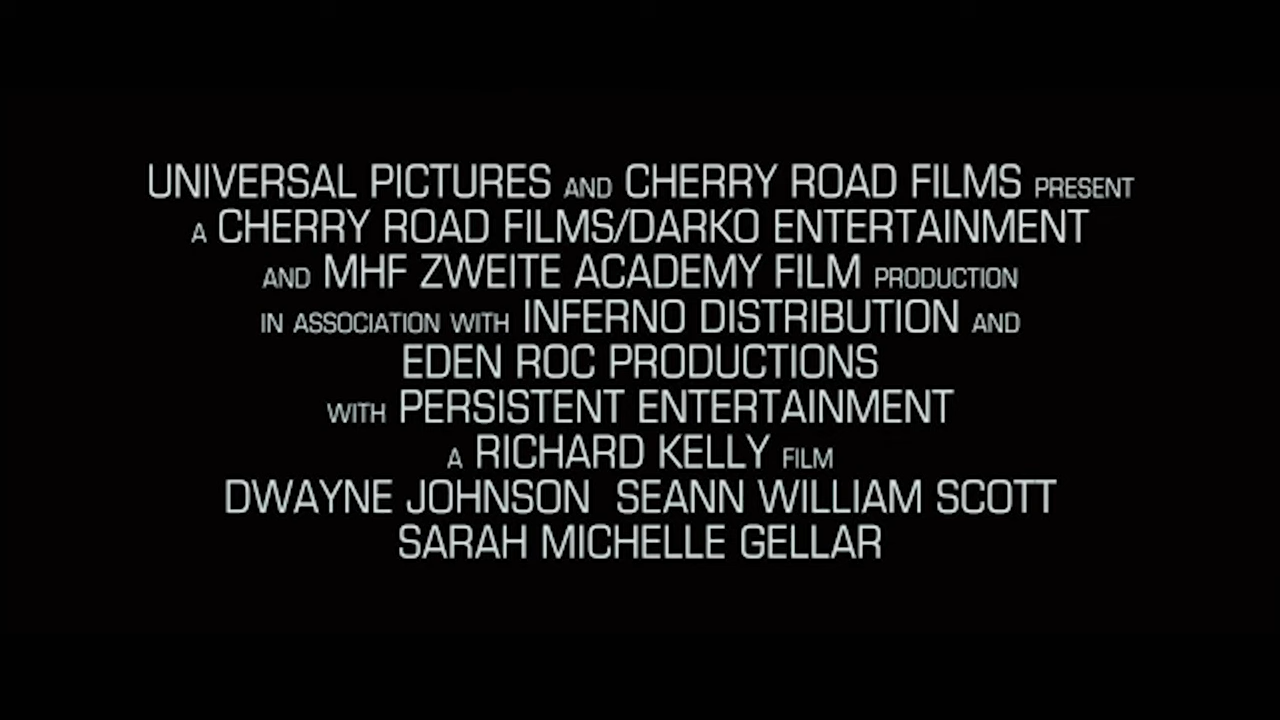 UNIVERSAL PICTURES AND CHERRY ROAD FILMS PRESENT
A CHERRY ROAD FILMS/DARKO ENTERTAINMENT
AND MHF ZWEITE ACADEMY FILM PRODUCTION
IN ASSOCIATION WITH INFERNO DISTRIBUTION AND
EDEN ROC PRODUCTIONS
WITH PERSISTENT ENTERTAINMENT
A RICHARD KELLY FILM
DWAYNE JOHNSON SEANN WILLIAM SCOTT
SARAH MICHELLE GELLAR